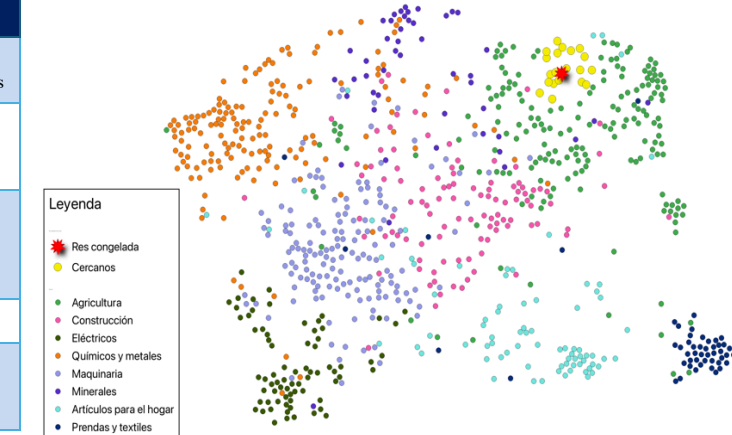 s
Leyenda
Res congelada
Cercanos
Agricultura
Construcción
Eléctricos
Químicos y metales
Maquinaria
Minerales
Artículos para el hogar
Prendas y textiles